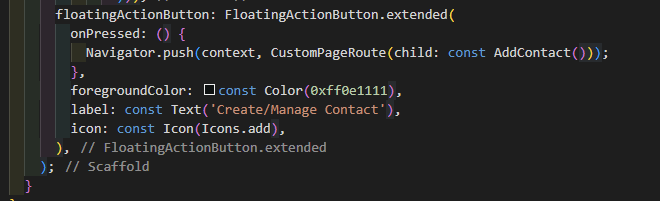 floatingActionButton: FloatingActionButton.extended(
onPressed: () {
Navigator.push(context, CustomPageRoute(child: const AddContact()));
},
foregroundColor: const Color(0xff0e1111),
label: const Text('Create/Manage Contact'),
icon: const Icon(Icons.add),
), // FloatingActionButton.extended
); // Scaffold
}